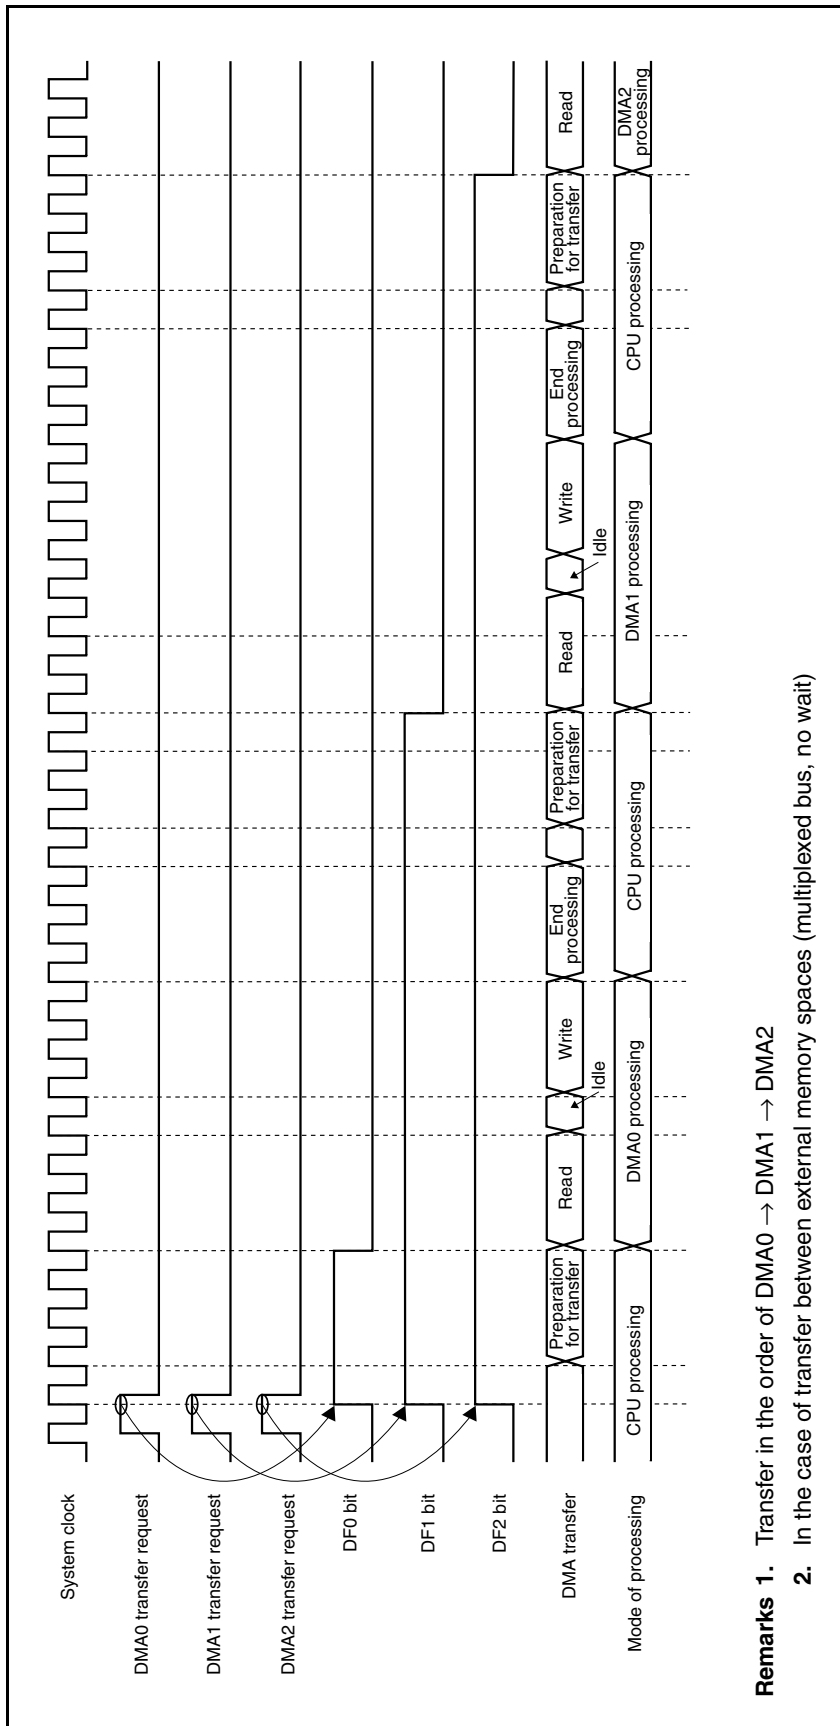 System clock
DMA0 transfer request
DMA1 transfer request
DMA2 transfer request
DF0 bit
DF1 bit
DF2 bit
DMA transfer
Preparation
for transfer
Read
Idle
Write
End
processing
Preparation
for transfer
Read
Idle
Write
End
processing
Preparation
for transfer
Read
Mode of processing
CPU processing
DMA0 processing
CPU processing
DMA1 processing
CPU processing
DMA2
processing
Remarks 1. Transfer in the order of DMA0 → DMA1 → DMA2
2. In the case of transfer between external memory spaces (multiplexed bus, no wait)